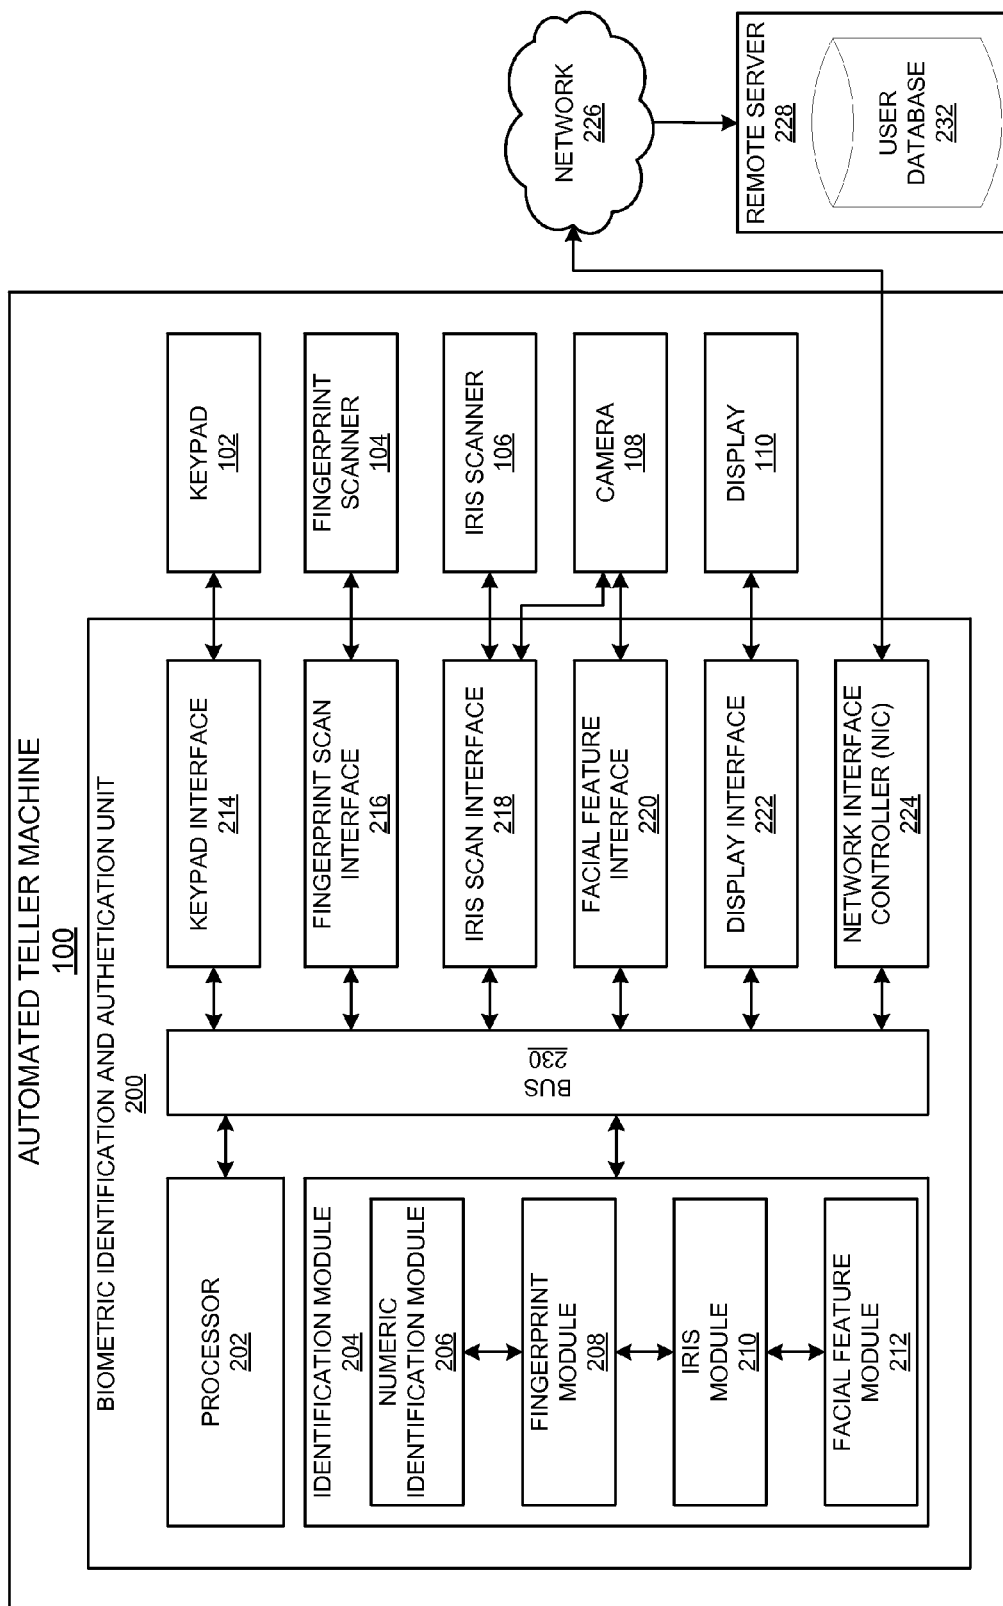 AUTOMATED TELLER MACHINE
100
BIOMETRIC IDENTIFICATION AND AUTHETICATION UNIT
200
PROCESSOR
202
IDENTIFICATION MODULE
204
NUMERIC
IDENTIFICATION MODULE
206
FINGERPRINT
MODULE
208
IRIS
MODULE
210
FACIAL FEATURE
MODULE
212
BUS
230
KEYPAD INTERFACE
214
FINGERPRINT SCAN
INTERFACE
216
IRIS SCAN INTERFACE
218
FACIAL FEATURE
INTERFACE
220
DISPLAY INTERFACE
222
NETWORK INTERFACE
CONTROLLER (NIC)
224
KEYPAD
102
FINGERPRINT
SCANNER
104
IRIS SCANNER
106
CAMERA
108
DISPLAY
110
NETWORK
226
REMOTE SERVER
228
USER
DATABASE
232